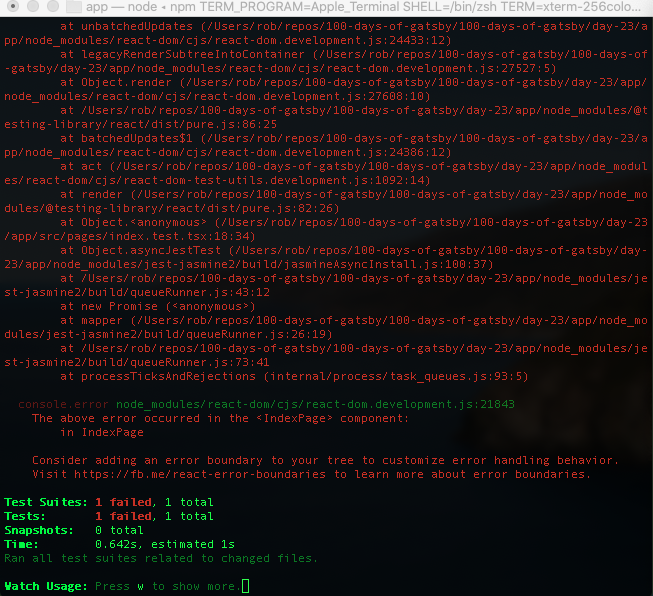 app — node ◂ npm TERM_PROGRAM=Apple_Terminal SHELL=/bin/zsh TERM=xterm-256colo...
at unbatchedUpdates (/Users/rob/repos/100-days-of-gatsby/100-days-of-gatsby/day-23/a
pp/node_modules/react-dom/cjs/react-dom.development.js:24433:12)
at legacyRenderSubtreeIntoContainer (/Users/rob/repos/100-days-of-gatsby/100-days-of
-gatsby/day-23/app/node_modules/react-dom/cjs/react-dom.development.js:27527:5)
at Object.render (/Users/rob/repos/100-days-of-gatsby/100-days-of-gatsby/day-23/app/
node_modules/react-dom/cjs/react-dom.development.js:27608:10)
at /Users/rob/repos/100-days-of-gatsby/100-days-of-gatsby/day-23/app/node_modules/@t
esting-library/react/dist/pure.js:86:25
at batchedUpdates$1 (/Users/rob/repos/100-days-of-gatsby/100-days-of-gatsby/day-23/a
pp/node_modules/react-dom/cjs/react-dom.development.js:24386:12)
at act (/Users/rob/repos/100-days-of-gatsby/100-days-of-gatsby/day-23/app/node_modul
es/react-dom/cjs/react-dom-test-utils.development.js:1092:14)
at render (/Users/rob/repos/100-days-of-gatsby/100-days-of-gatsby/day-23/app/node_mo
dules/@testing-library/react/dist/pure.js:82:26)
at Object.<anonymous> (/Users/rob/repos/100-days-of-gatsby/100-days-of-gatsby/day-23
/app/src/pages/index.test.tsx:18:34)
at Object.asyncJestTest (/Users/rob/repos/100-days-of-gatsby/100-days-of-gatsby/day-
23/app/node_modules/jest-jasmine2/build/jasmineAsyncInstall.js:100:37)
at /Users/rob/repos/100-days-of-gatsby/100-days-of-gatsby/day-23/app/node_modules/je
st-jasmine2/build/queueRunner.js:43:12
at new Promise (<anonymous>)
at mapper (/Users/rob/repos/100-days-of-gatsby/100-days-of-gatsby/day-23/app/node_mo
dules/jest-jasmine2/build/queueRunner.js:26:19)
at /Users/rob/repos/100-days-of-gatsby/100-days-of-gatsby/day-23/app/node_modules/je
st-jasmine2/build/queueRunner.js:73:41
at processTicksAndRejections (internal/process/task_queues.js:93:5)
console.error node_modules/react-dom/cjs/react-dom.development.js:21843
The above error occurred in the <IndexPage> component:
in IndexPage
Consider adding an error boundary to your tree to customize error handling behavior.
Visit https://fb.me/react-error-boundaries to learn more about error boundaries.
Test Suites: 1 failed, 1 total
Tests: 1 failed, 1 total
Snapshots: 0 total
Time: 0.642s, estimated 1s
Ran all test suites related to changed files.
Watch Usage: Press w to show more.